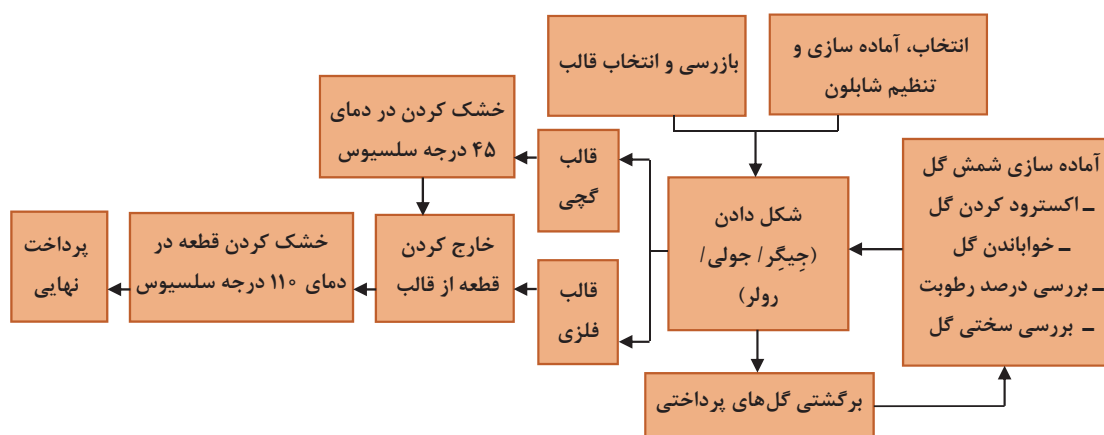 انتخاب، آماده سازی و
تنظیم شابلون
بازرسی و انتخاب قالب
آماده سازی شمش گل
ـ اکسترود کردن گل
ـ خواباندن گل
ـ بررسی درصد رطوبت
ـ بررسی سختی گل
شکل دادن
(جِیگِر/ جولی/
رولر)
برگشتی گل‌های پرداختی
قالب
گچی
قالب
فلزی
خشک کردن در دمای
۴۵ درجه سلسیوس
خارج کردن
قطعه از قالب
خشک کردن قطعه در
دمای ۱۱۰ درجه سلسیوس
پرداخت
نهایی